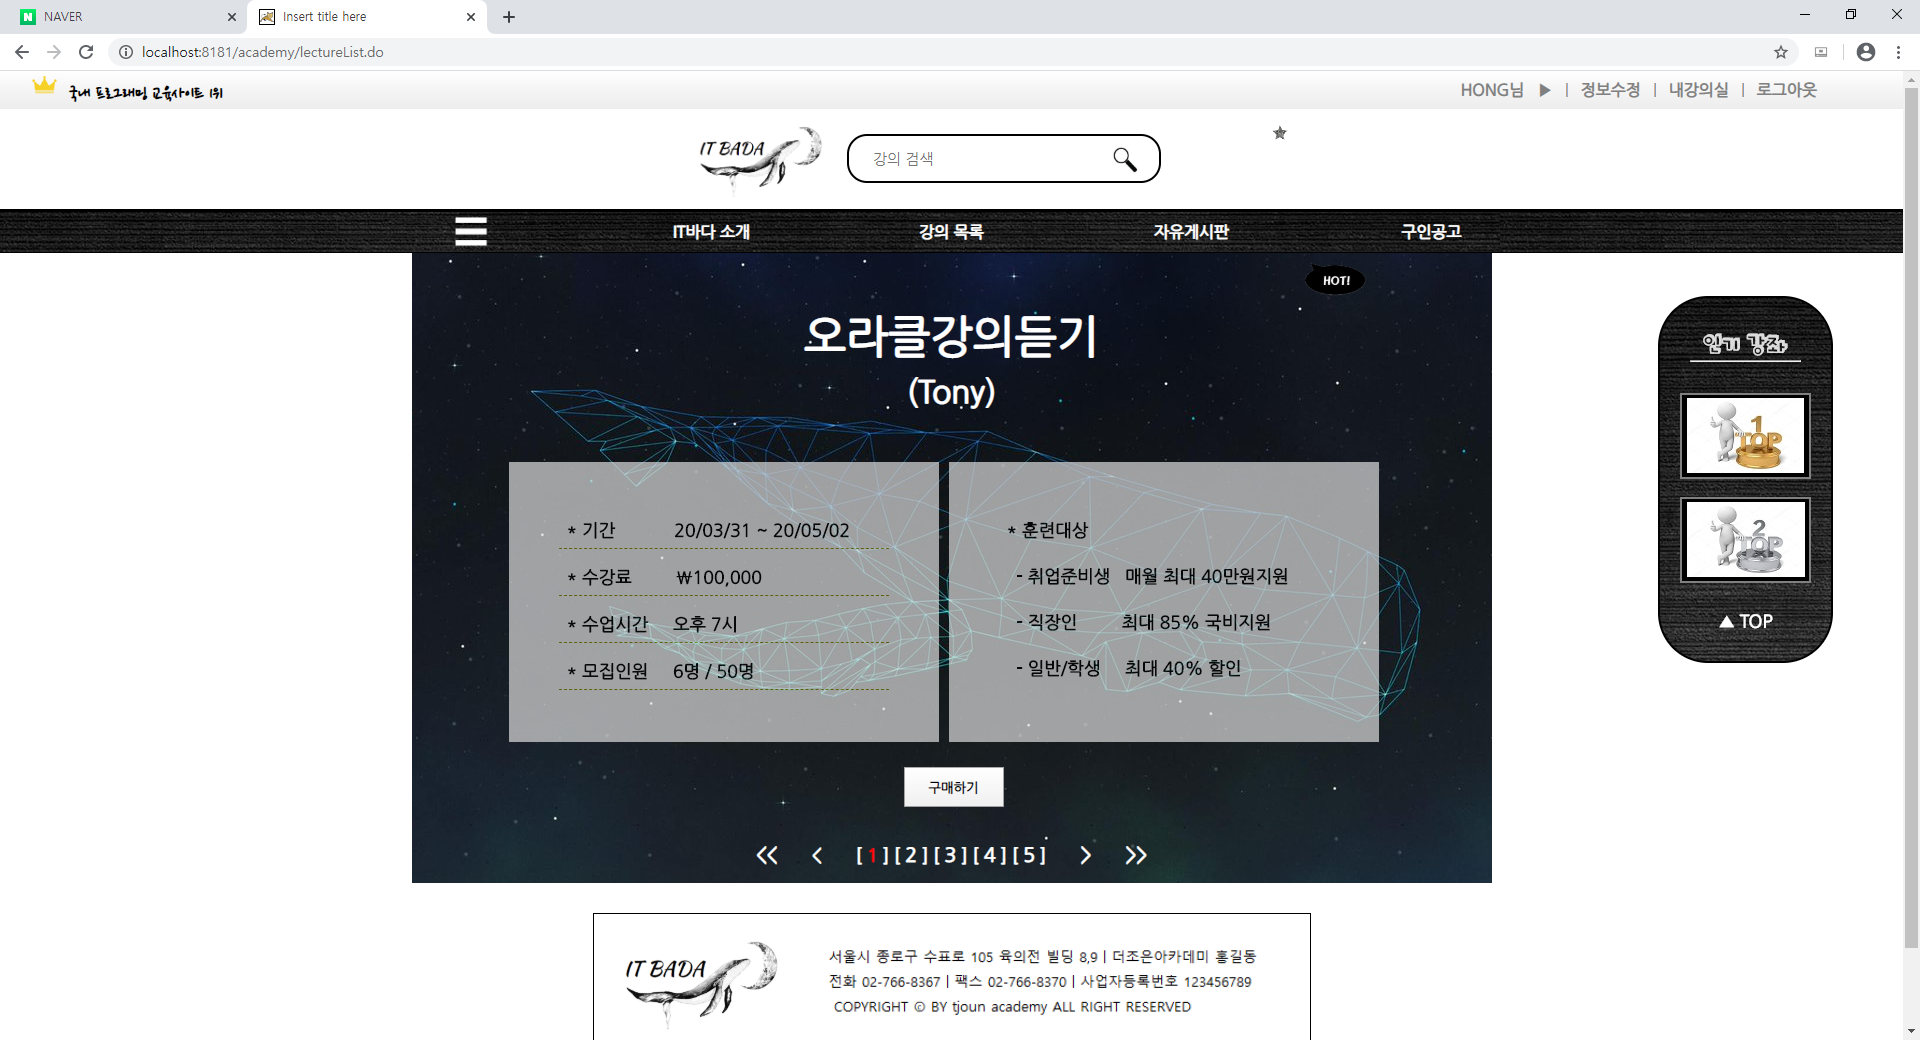 NAVER
Insert title here
localhost:8181/academy/lectureList.do
국내 프로그래밍 교육사이트 1위
HONG님 ▶ | 정보수정 | 내강의실 | 로그아웃
IT BADA
강의 검색
IT바다 소개 강의 목록 자유게시판 구인공고
HOT!
오라클강의듣기
(Tony)
* 기간 20/03/31 ~ 20/05/02
* 수강료 ₩100,000
* 수업시간 오후 7시
* 모집인원 6명 / 50명
* 훈련대상
- 취업준비생 매월 최대 40만원지원
- 직장인 최대 85% 국비지원
- 일반/학생 최대 40% 할인
구매하기
[1][2][3][4][5]
인기 강좌
1 TOP
2 TOP
▲ TOP
IT BADA
서울시 종로구 수표로 105 육의전 빌딩 8,9 | 더조은아카데미 홍길동
전화 02-766-8367 | 팩스 02-766-8370 | 사업자등록번호 123456789
COPYRIGHT © BY tjoun academy ALL RIGHT RESERVED